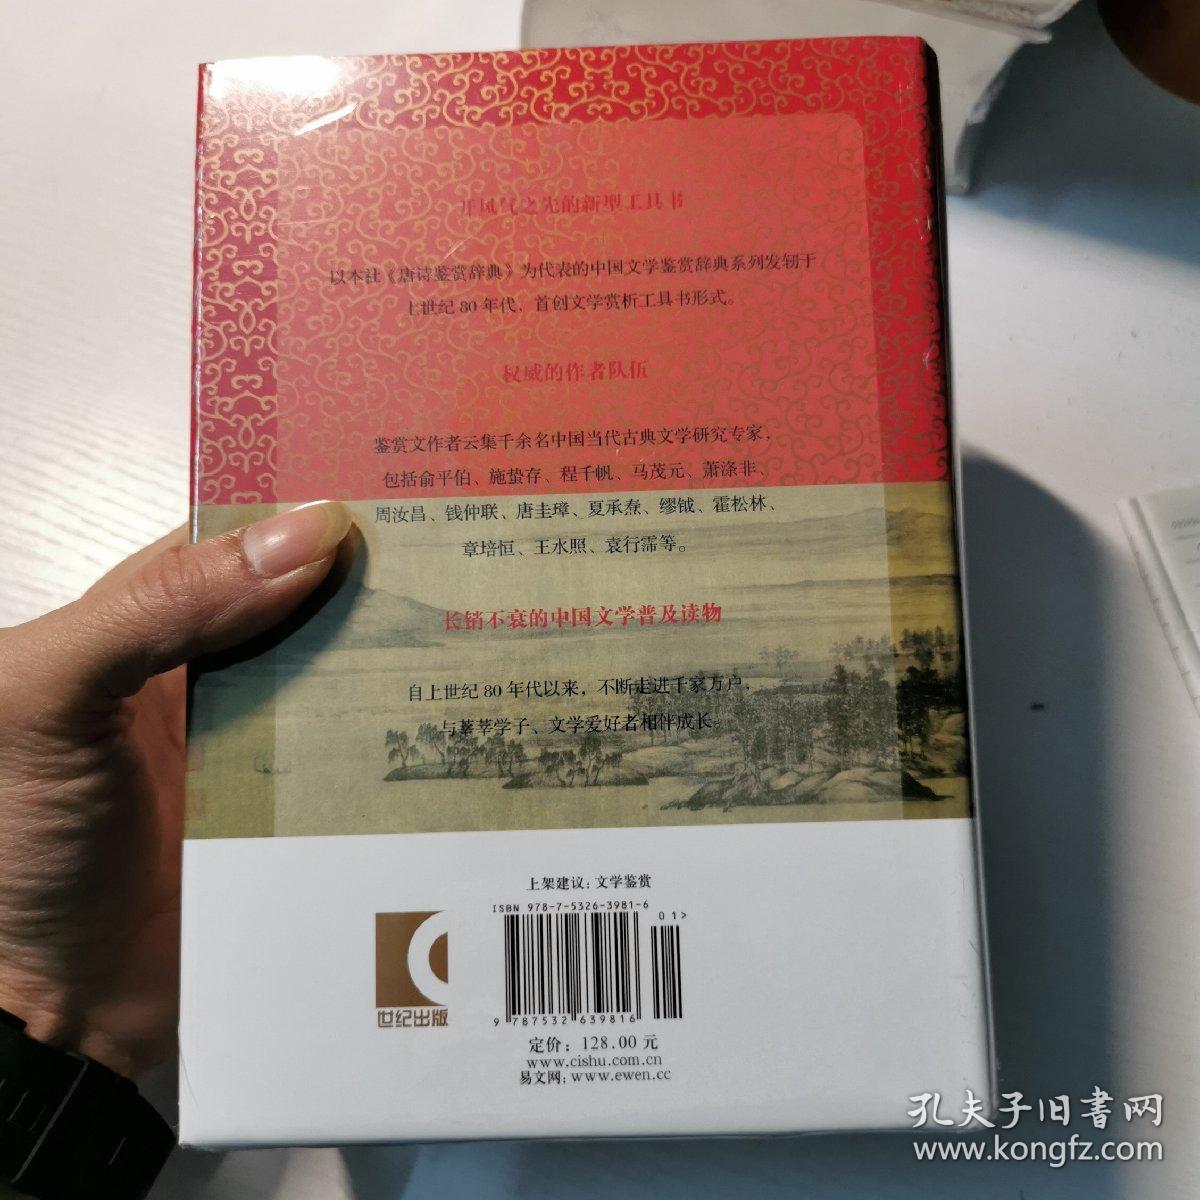 开风气之先的新型工具书
以本社《唐诗鉴赏辞典》为代表的中国文学鉴赏辞典系列发轫于
上世纪80年代，首创文学赏析工具书形式。
权威的作者队伍
鉴赏文作者云集千余名中国当代古典文学研究专家，
包括俞平伯、施蛰存、程千帆、马茂元、萧涤非、
周汝昌、钱仲联、唐圭璋、夏承焘、缪钺、霍松林、
章培恒、王水照、袁行霈等。
长销不衰的中国文学普及读物
自上世纪80年代以来，不断走进千家万户，
与莘莘学子、文学爱好者相伴成长。
上架建议：文学鉴赏
ISBN 978-7-5326-3981-6
01>
9 787532 639816
世纪出版
定价：128.00元
www.cishu.com.cn
易文网：www.ewen.cc
孔夫子旧书网
www.kongfz.com